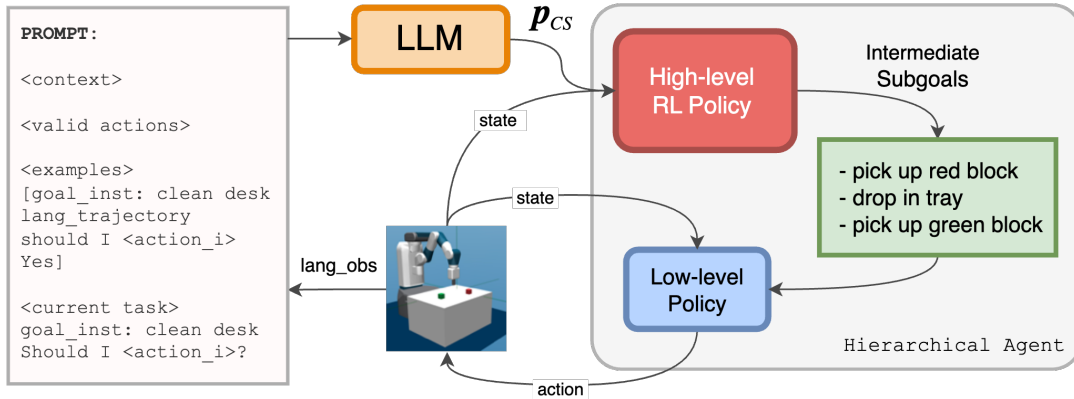 PROMPT:
<context>
<valid actions>
<examples>
[goal_inst: clean desk
lang_trajectory
should I <action_i>
Yes]
<current task>
goal_inst: clean desk
Should I <action_i>?
LLM
p_CS
state
state
lang_obs
action
High-level
RL Policy
Intermediate
Subgoals
- pick up red block
- drop in tray
- pick up green block
Low-level
Policy
Hierarchical Agent